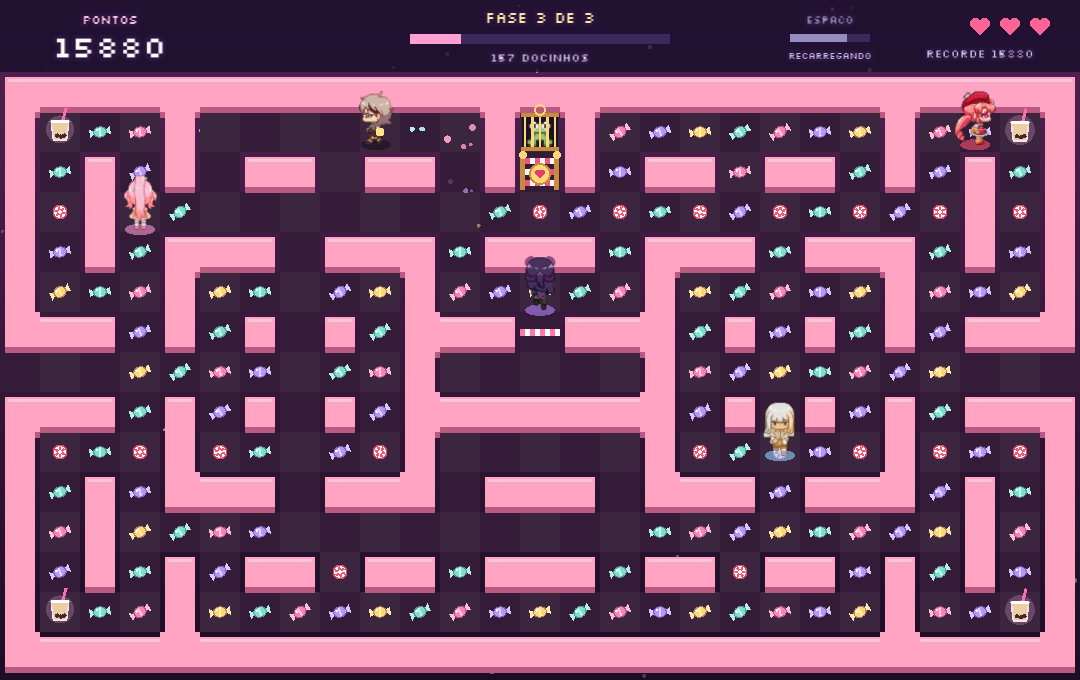 PONTOS
15880
FASE 3 DE 3
157 DOCINHOS
ESPAÇO
RECARREGANDO
RECORDE 15880